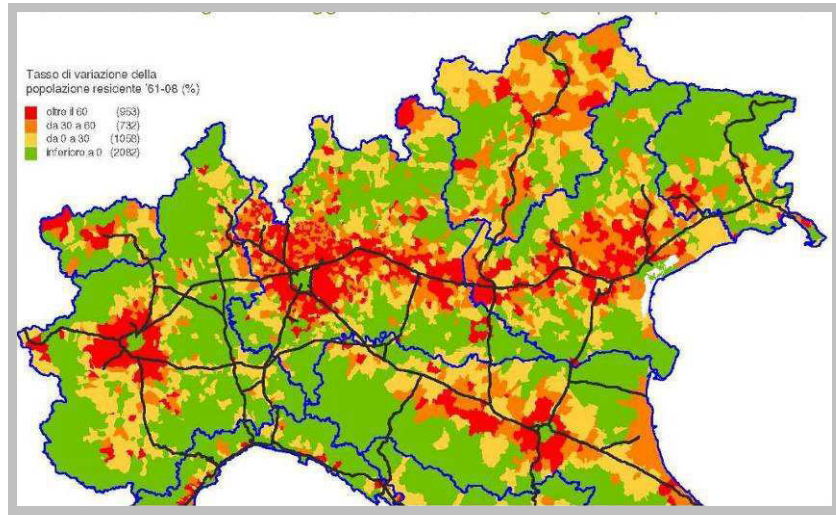 Tasso di variazione della
popolazione residente '61-08 (%)
oltre il 60 (953)
da 30 a 60 (732)
da 0 a 30 (1058)
inferiore a 0 (2082)